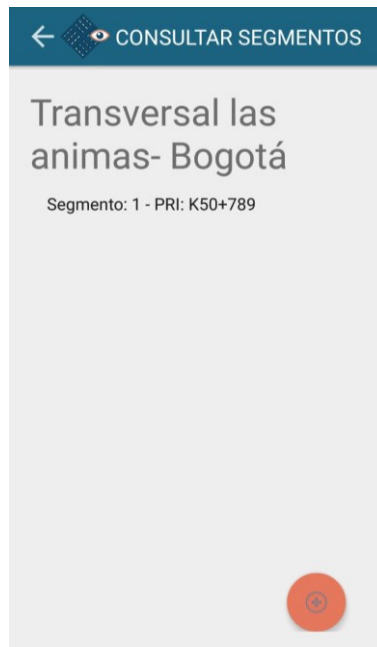 CONSULTAR SEGMENTOS
Transversal las
animas- Bogotá
Segmento: 1 - PRI: K50+789